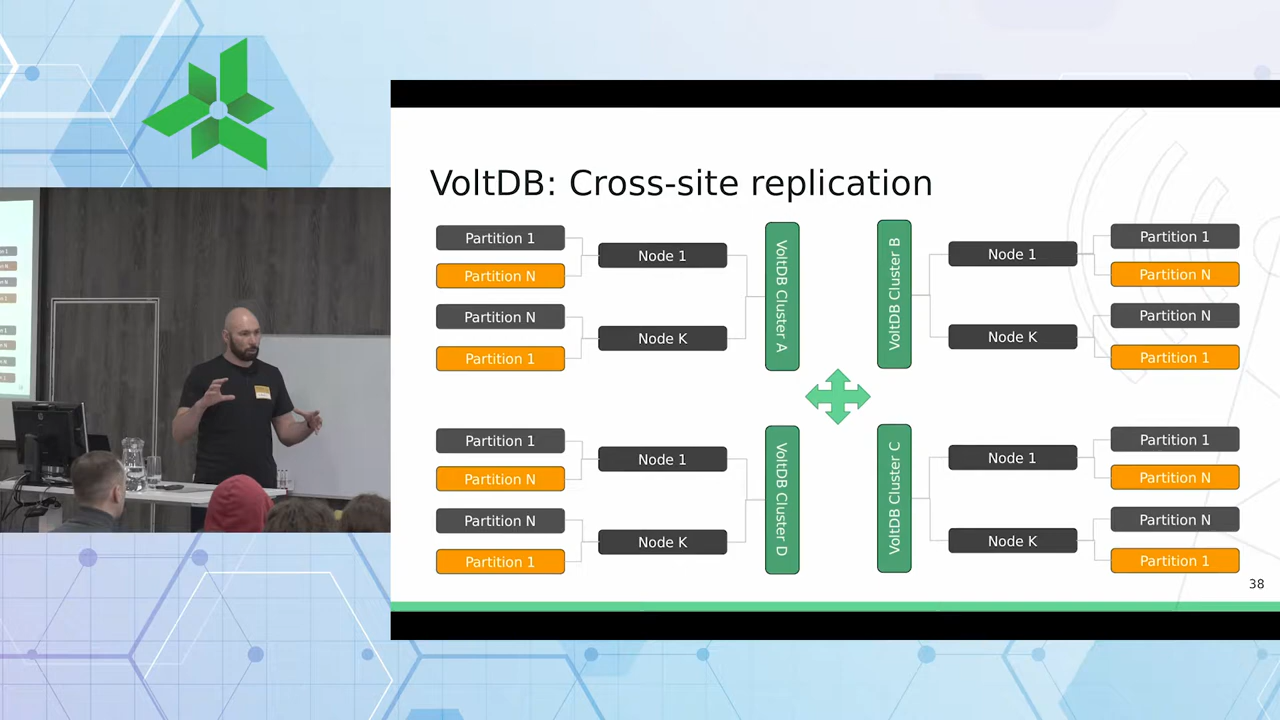 VoltDB: Cross-site replication
Partition 1
Partition N
Partition N
Partition 1
Node 1
Node K
VoltDB Cluster A
VoltDB Cluster B
Node 1
Node K
Partition 1
Partition N
Partition N
Partition 1
Partition 1
Partition N
Partition N
Partition 1
Node 1
Node K
VoltDB Cluster D
VoltDB Cluster C
Node 1
Node K
Partition 1
Partition N
Partition N
Partition 1
38